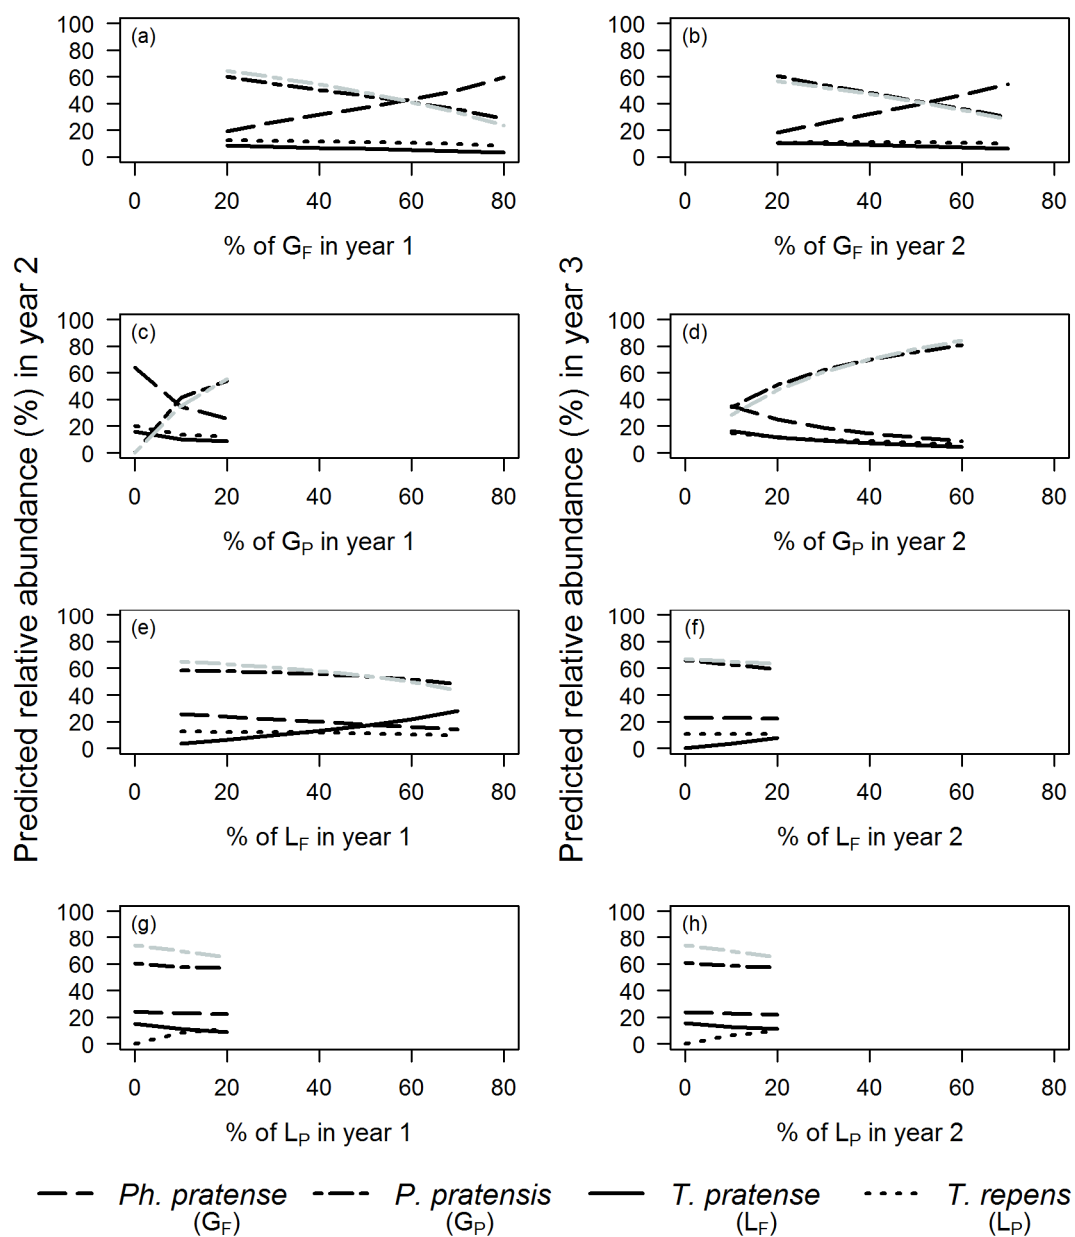 Predicted relative abundance (%) in year 2
Predicted relative abundance (%) in year 3
(a)
100
80
60
40
20
0
0 20 40 60 80
% of GF in year 1
(b)
100
80
60
40
20
0
0 20 40 60 80
% of GF in year 2
(c)
100
80
60
40
20
0
0 20 40 60 80
% of GP in year 1
(d)
100
80
60
40
20
0
0 20 40 60 80
% of GP in year 2
(e)
100
80
60
40
20
0
0 20 40 60 80
% of LF in year 1
(f)
100
80
60
40
20
0
0 20 40 60 80
% of LF in year 2
(g)
100
80
60
40
20
0
0 20 40 60 80
% of LP in year 1
(h)
100
80
60
40
20
0
0 20 40 60 80
% of LP in year 2
Ph. pratense
(GF)
P. pratensis
(GP)
T. pratense
(LF)
T. repens
(LP)